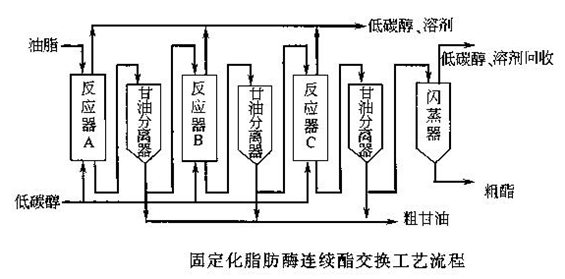 低碳醇、溶剂
油脂
低碳醇、溶剂回收
反应器A
甘油分离器
反应器B
甘油分离器
反应器C
甘油分离器
闪蒸器
粗酯
低碳醇
粗甘油
固定化脂肪酶连续酯交换工艺流程